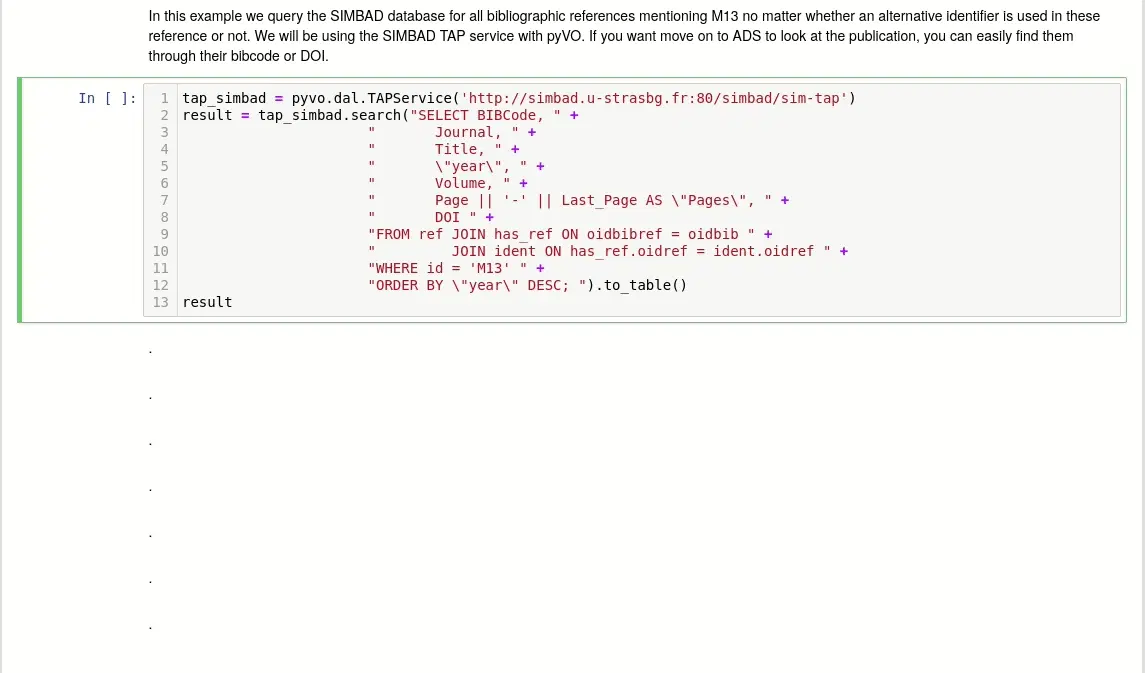 In this example we query the SIMBAD database for all bibliographic references mentioning M13 no matter whether an alternative identifier is used in these
reference or not. We will be using the SIMBAD TAP service with pyVO. If you want move on to ADS to look at the publication, you can easily find them
through their bibcode or DOI.
In [ ]:
1 tap_simbad = pyvo.dal.TAPService('http://simbad.u-strasbg.fr:80/simbad/sim-tap')
2 result = tap_simbad.search("SELECT BIBCode, " +
3                       "       Journal, " +
4                       "       Title, " +
5                       "       \"year\", " +
6                       "       Volume, " +
7                       "       Page || '-' || Last_Page AS \"Pages\", " +
8                       "       DOI " +
9                       "FROM ref JOIN has_ref ON oidbibref = oidbib " +
10                      "         JOIN ident ON has_ref.oidref = ident.oidref " +
11                      "WHERE id = 'M13' " +
12                      "ORDER BY \"year\" DESC; ").to_table()
13 result
.
.
.
.
.
.
.